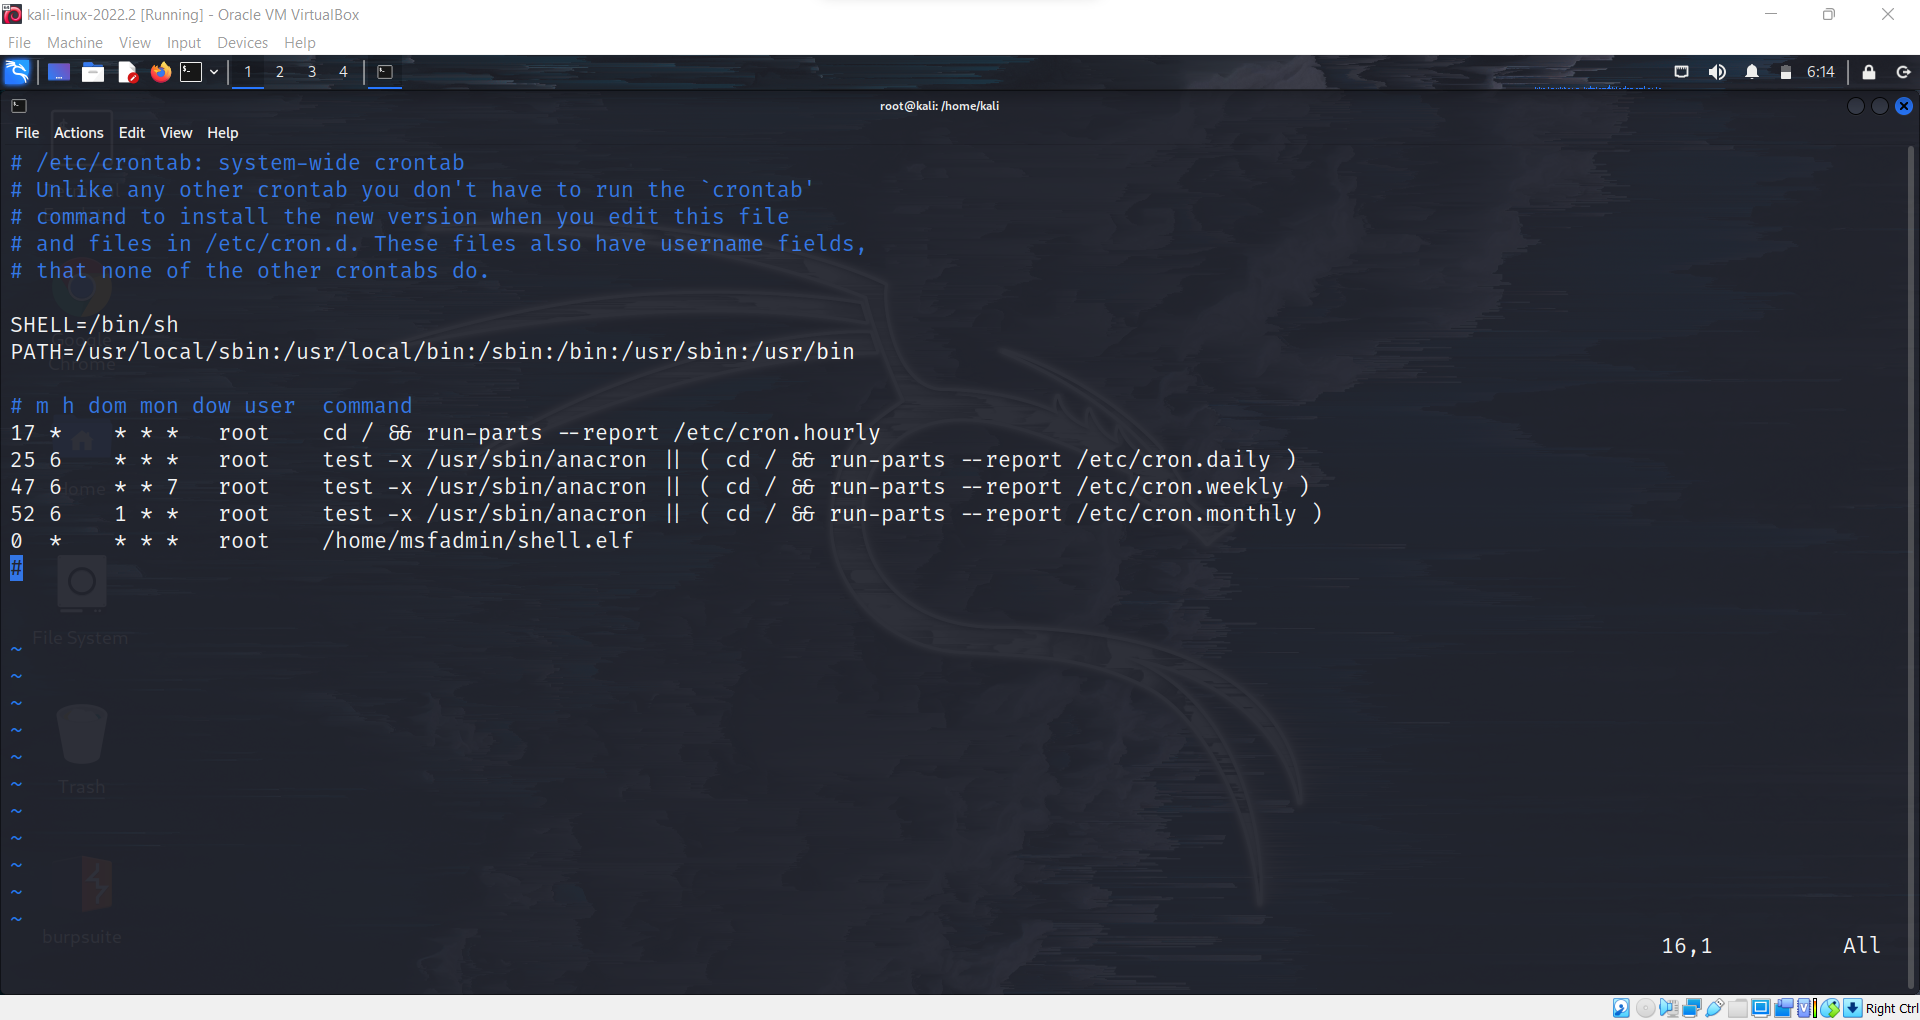 kali-linux-2022.2 [Running] - Oracle VM VirtualBox
File Machine View Input Devices Help
1 2 3 4 6:14
root@kali: /home/kali
File Actions Edit View Help
# /etc/crontab: system-wide crontab
# Unlike any other crontab you don't have to run the `crontab'
# command to install the new version when you edit this file
# and files in /etc/cron.d. These files also have username fields,
# that none of the other crontabs do.
SHELL=/bin/sh
PATH=/usr/local/sbin:/usr/local/bin:/sbin:/bin:/usr/sbin:/usr/bin
Chrome
# m h dom mon dow user  command
17 *    * * *   root    cd / && run-parts --report /etc/cron.hourly
25 6    * * *   root    test -x /usr/sbin/anacron || ( cd / && run-parts --report /etc/cron.daily )
47 6    * * 7   root    test -x /usr/sbin/anacron || ( cd / && run-parts --report /etc/cron.weekly )
Home
52 6    1 * *   root    test -x /usr/sbin/anacron || ( cd / && run-parts --report /etc/cron.monthly )
0  *    * * *   root    /home/msfadmin/shell.elf
#
File System
~
~
~
~
~
~
Trash
~
~
~
~
~
burpsuite
16,1 All
Right Ctrl